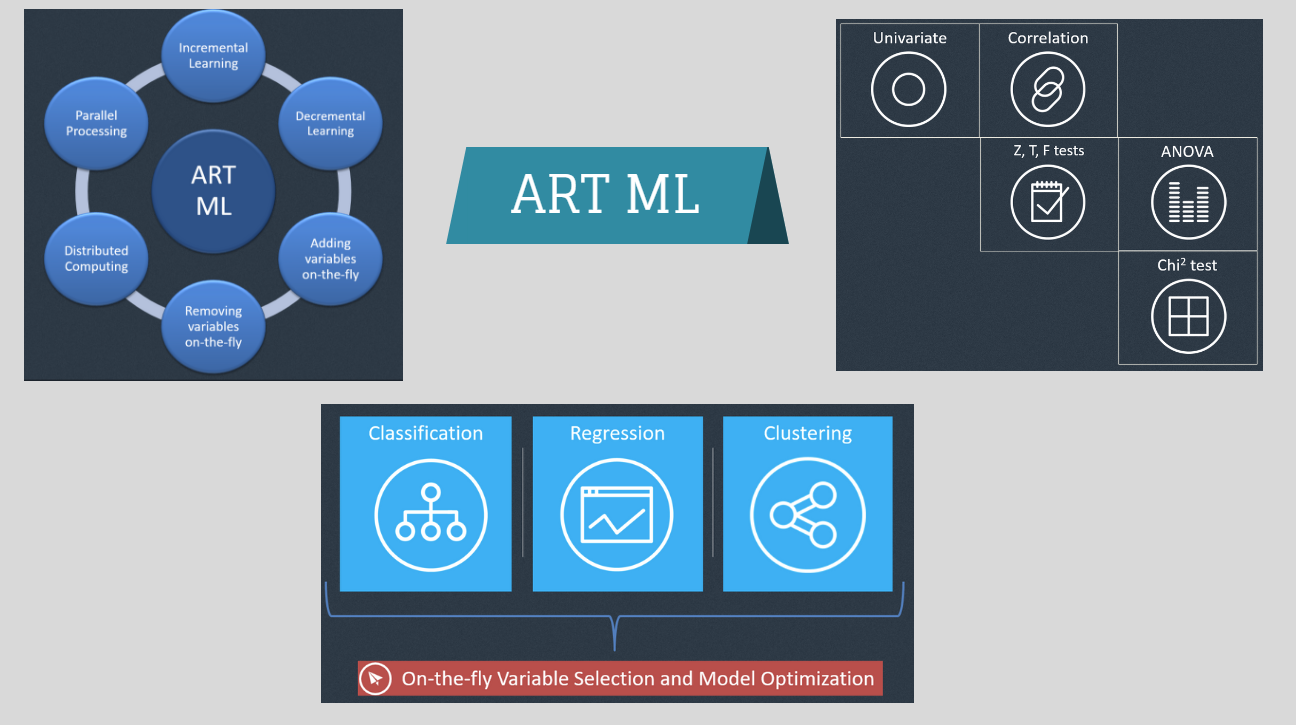 Incremental
Learning
Parallel
Processing
Decremental
Learning
ART
ML
Distributed
Computing
Adding
variables
on-the-fly
Removing
variables
on-the-fly
ART ML
Univariate
Correlation
Z, T, F tests
ANOVA
Chi² test
Classification
Regression
Clustering
On-the-fly Variable Selection and Model Optimization